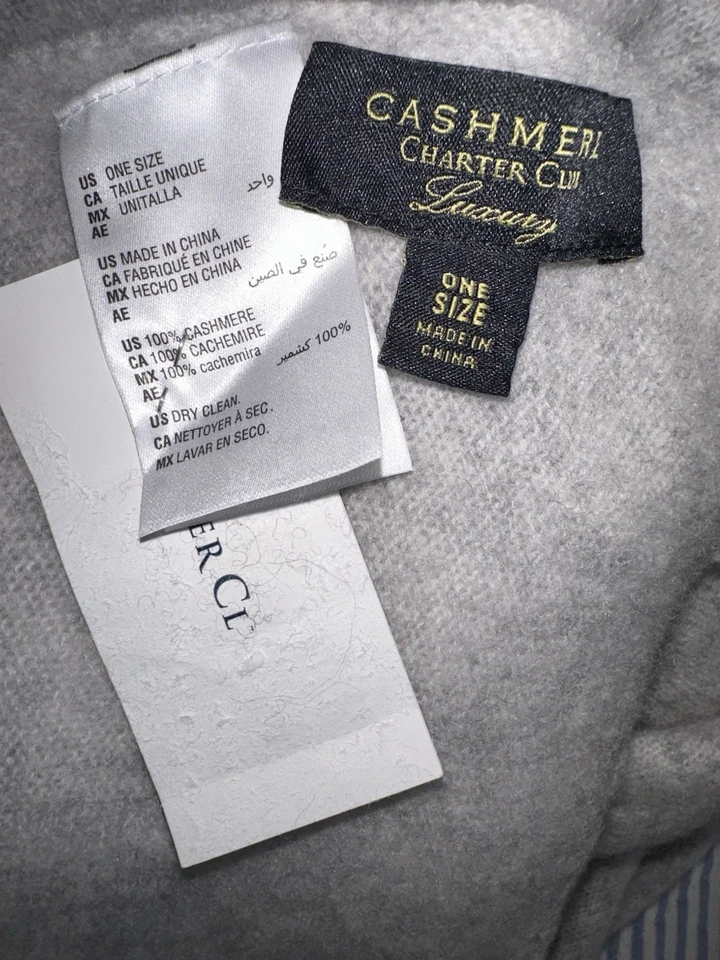 US ONE SIZE
CA TAILLE UNIQUE
MX UNITALLA
AE واحد
US MADE IN CHINA
CA FABRIQUÉ EN CHINE
MX HECHO EN CHINA
AE صنع في الصين
US 100% CASHMERE
CA 100% CACHEMIRE
MX 100% cachemira
AE 100% كشمير
US DRY CLEAN.
CA NETTOYER À SEC.
MX LAVAR EN SECO.
CASHMERE
CHARTER CLUB
Luxury
ONE
SIZE
MADE IN
CHINA
ER CL